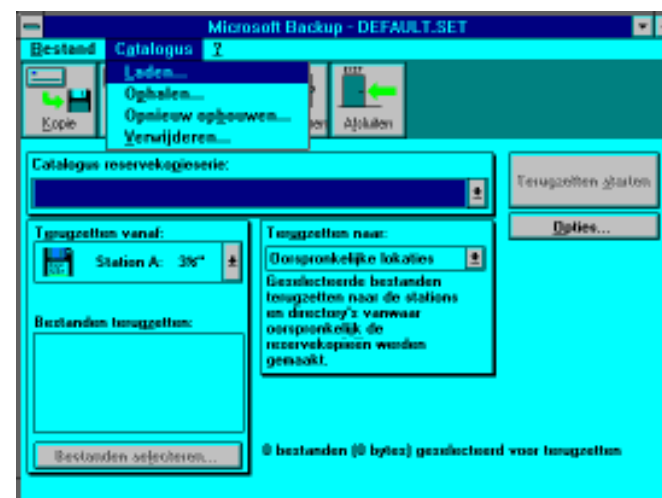 Microsoft Backup - DEFAULT.SET
Bestand Catalogus ?
Laden...
Ophalen...
Opnieuw opbouwen...
Verwijderen...
Kopie
Afsluiten
Catalogus reservekopieserie:
Terugzetten starten
Opties...
Terugzetten vanaf:
Station A: 3½"
Bestanden terugzetten:
Bestanden selecteren...
Terugzetten naar:
Oorspronkelijke lokaties
Geselecteerde bestanden
terugzetten naar de stations
en directory's vanwaar
oorspronkelijk de
reservekopieën werden
gemaakt.
0 bestanden (0 bytes) geselecteerd voor terugzetten